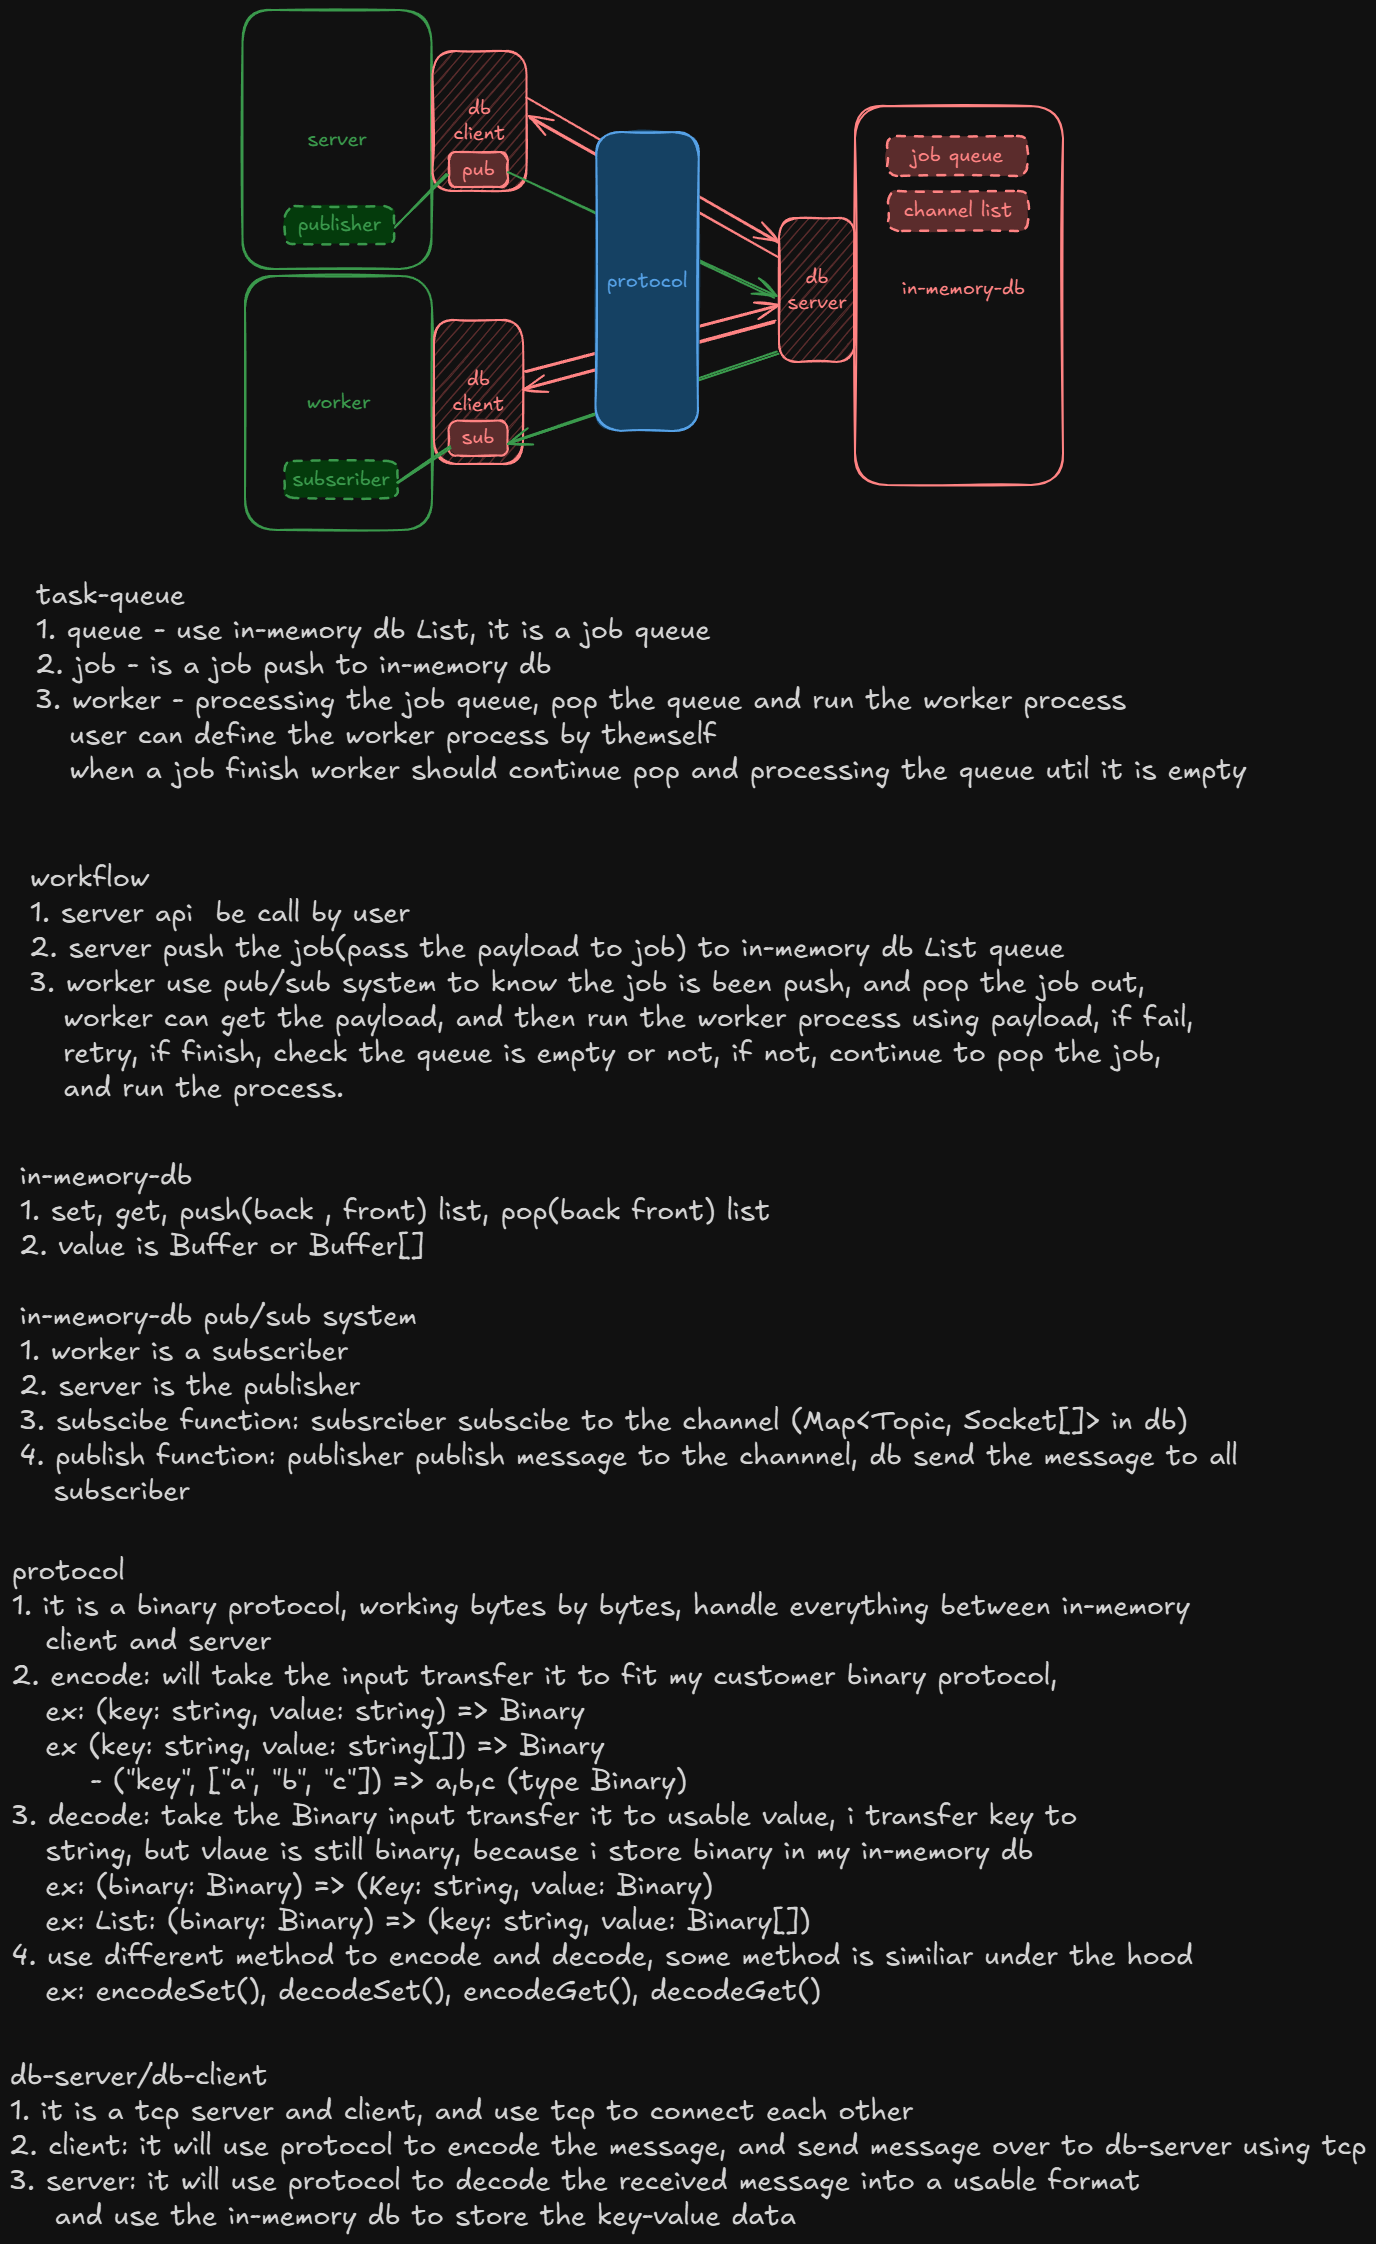 server
db
client
pub
publisher
job queue
channel list
in-memory-db
protocol
db
server
worker
db
client
sub
subscriber
task-queue
1. queue - use in-memory db List, it is a job queue
2. job - is a job push to in-memory db
3. worker - processing the job queue, pop the queue and run the worker process
user can define the worker process by themself
when a job finish worker should continue pop and processing the queue util it is empty
workflow
1. server api  be call by user
2. server push the job(pass the payload to job) to in-memory db List queue
3. worker use pub/sub system to know the job is been push, and pop the job out,
worker can get the payload, and then run the worker process using payload, if fail,
retry, if finish, check the queue is empty or not, if not, continue to pop the job,
and run the process.
in-memory-db
1. set, get, push(back , front) list, pop(back front) list
2. value is Buffer or Buffer[]
in-memory-db pub/sub system
1. worker is a subscriber
2. server is the publisher
3. subscibe function: subsrciber subscibe to the channel (Map<Topic, Socket[]> in db)
4. publish function: publisher publish message to the channnel, db send the message to all
subscriber
protocol
1. it is a binary protocol, working bytes by bytes, handle everything between in-memory
client and server
2. encode: will take the input transfer it to fit my customer binary protocol,
ex: (key: string, value: string) => Binary
ex (key: string, value: string[]) => Binary
- ("key", ["a", "b", "c"]) => a,b,c (type Binary)
3. decode: take the Binary input transfer it to usable value, i transfer key to
string, but vlaue is still binary, because i store binary in my in-memory db
ex: (binary: Binary) => (Key: string, value: Binary)
ex: List: (binary: Binary) => (key: string, value: Binary[])
4. use different method to encode and decode, some method is similiar under the hood
ex: encodeSet(), decodeSet(), encodeGet(), decodeGet()
db-server/db-client
1. it is a tcp server and client, and use tcp to connect each other
2. client: it will use protocol to encode the message, and send message over to db-server using tcp
3. server: it will use protocol to decode the received message into a usable format
and use the in-memory db to store the key-value data